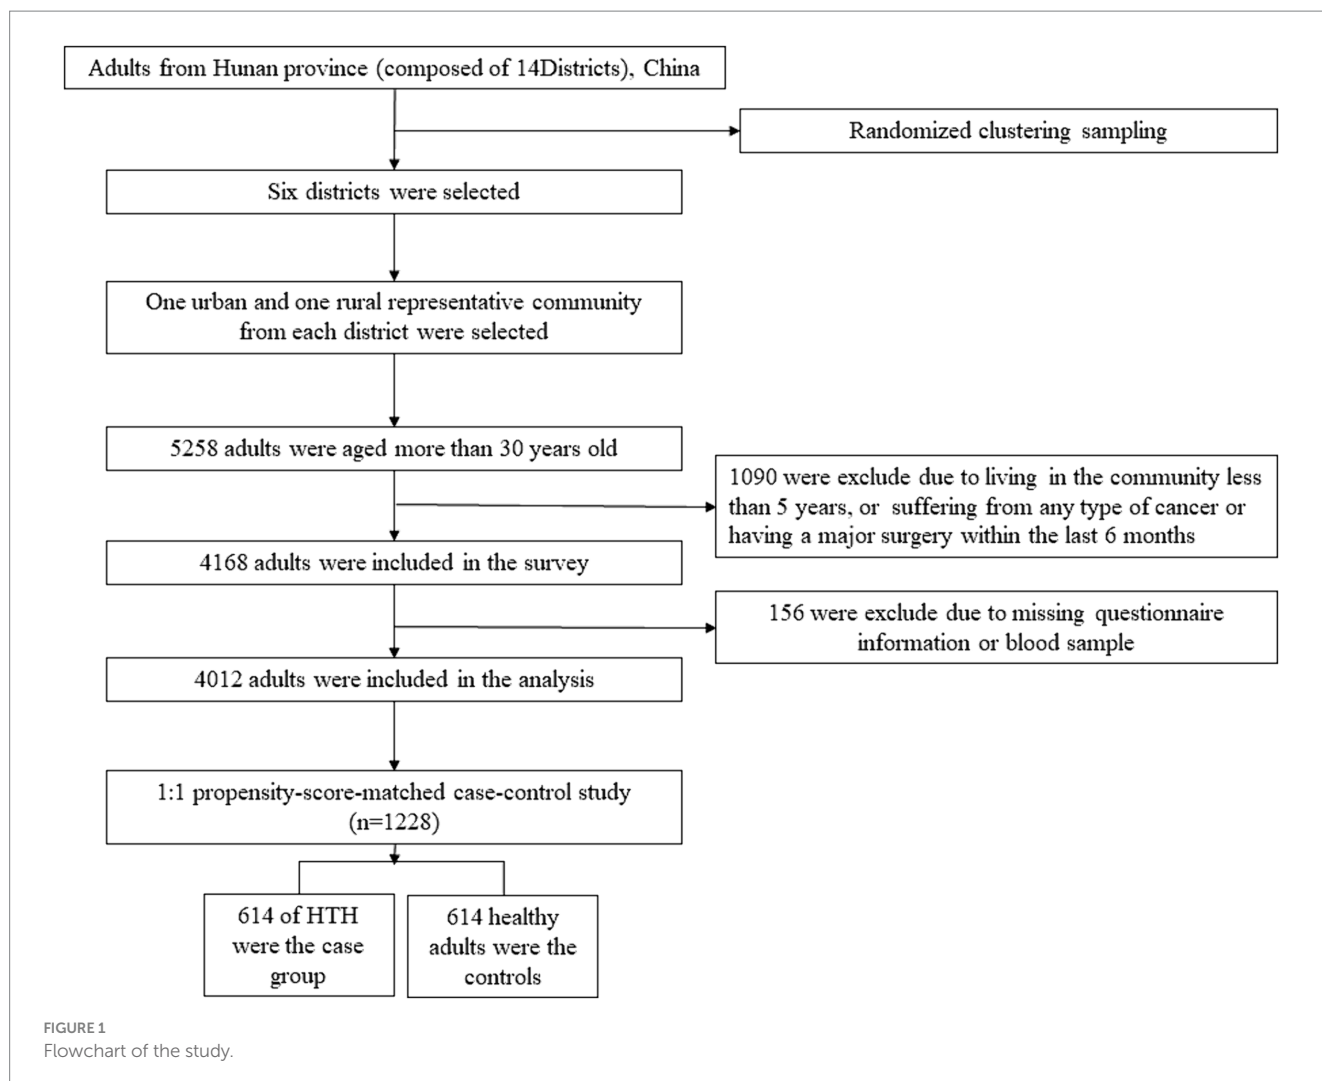 Adults from Hunan province (composed of 14Districts), China
Randomized clustering sampling
Six districts were selected
One urban and one rural representative community
from each district were selected
5258 adults were aged more than 30 years old
1090 were exclude due to living in the community less
than 5 years, or suffering from any type of cancer or
having a major surgery within the last 6 months
4168 adults were included in the survey
156 were exclude due to missing questionnaire
information or blood sample
4012 adults were included in the analysis
1:1 propensity-score-matched case-control study
(n=1228)
614 of HTH
were the case
group
614 healthy
adults were the
controls
FIGURE 1
Flowchart of the study.